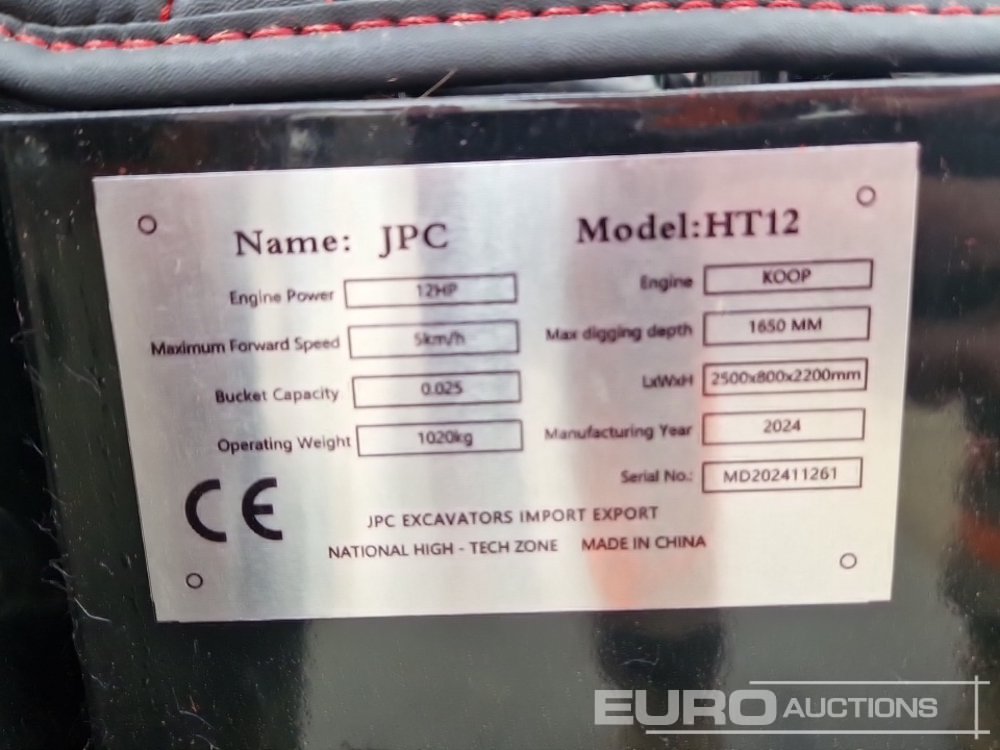 Name: JPC Model:HT12
Engine Power 12HP Engine KOOP
Maximum Forward Speed 5km/h Max digging depth 1650 MM
Bucket Capacity 0.025 LxWxH 2500x800x2200mm
Operating Weight 1020kg Manufacturing Year 2024
Serial No.: MD202411261
CE
JPC EXCAVATORS IMPORT EXPORT
NATIONAL HIGH - TECH ZONE MADE IN CHINA
EURO AUCTIONS